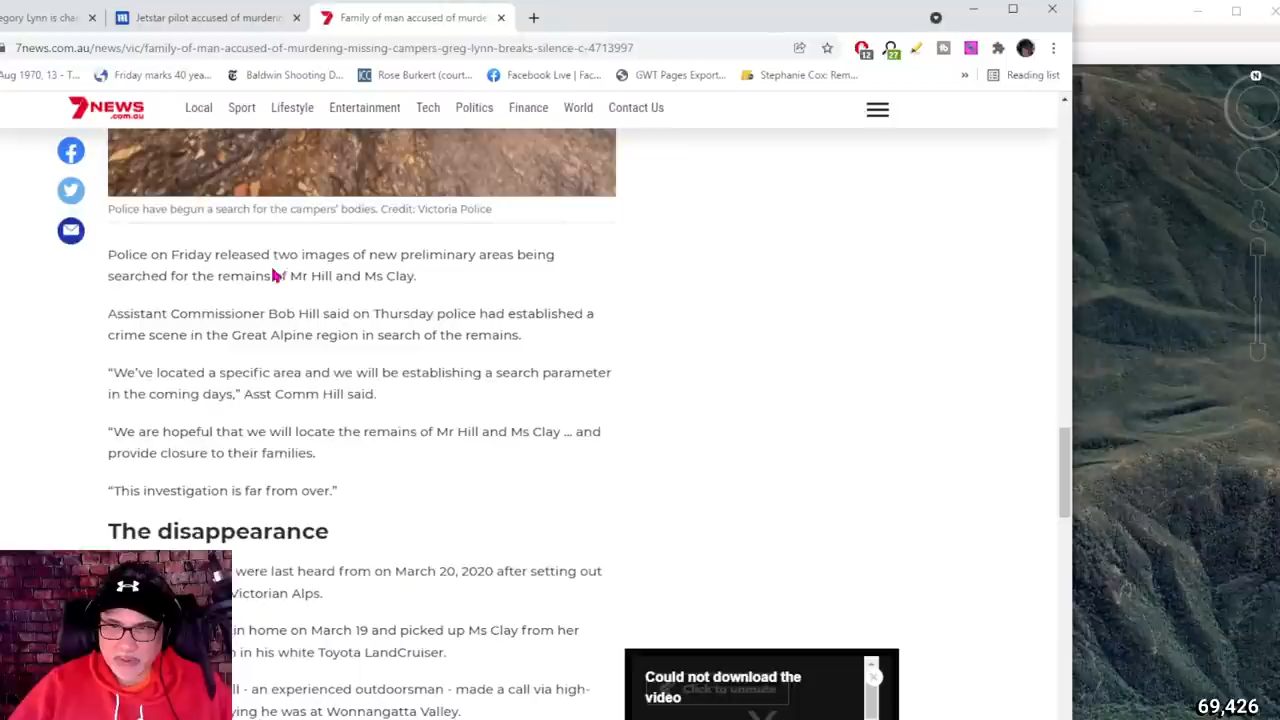 egory Lynn is cha
Jetstar pilot accused of murderin
Family of man accused of murde
7news.com.au/news/vic/family-of-man-accused-of-murdering-missing-campers-greg-lynn-breaks-silence-c-4713997
12
27
Aug 1970, 13 - T...
Friday marks 40 yea...
Baldwin Shooting D...
Rose Burkert (court...
Facebook Live | Fac...
GWT Pages Export...
Stephanie Cox: Rem...
»
Reading list
7NEWS
.com.au
Local
Sport
Lifestyle
Entertainment
Tech
Politics
Finance
World
Contact Us
N
Police have begun a search for the campers' bodies. Credit: Victoria Police
Police on Friday released two images of new preliminary areas being
searched for the remains of Mr Hill and Ms Clay.
Assistant Commissioner Bob Hill said on Thursday police had established a
crime scene in the Great Alpine region in search of the remains.
“We’ve located a specific area and we will be establishing a search parameter
in the coming days,” Asst Comm Hill said.
“We are hopeful that we will locate the remains of Mr Hill and Ms Clay ... and
provide closure to their families.
“This investigation is far from over.”
The disappearance
were last heard from on March 20, 2020 after setting out
Victorian Alps.
in home on March 19 and picked up Ms Clay from her
in his white Toyota LandCruiser.
ll - an experienced outdoorsman - made a call via high-
ying he was at Wonnangatta Valley.
Could not download the
video
Click to unmute
69,426